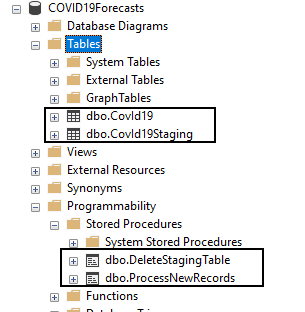 COVID19Forecasts
Database Diagrams
Tables
System Tables
External Tables
GraphTables
dbo.CovId19
dbo.CovId19Staging
Views
External Resources
Synonyms
Programmability
Stored Procedures
System Stored Procedures
dbo.DeleteStagingTable
dbo.ProcessNewRecords
Functions